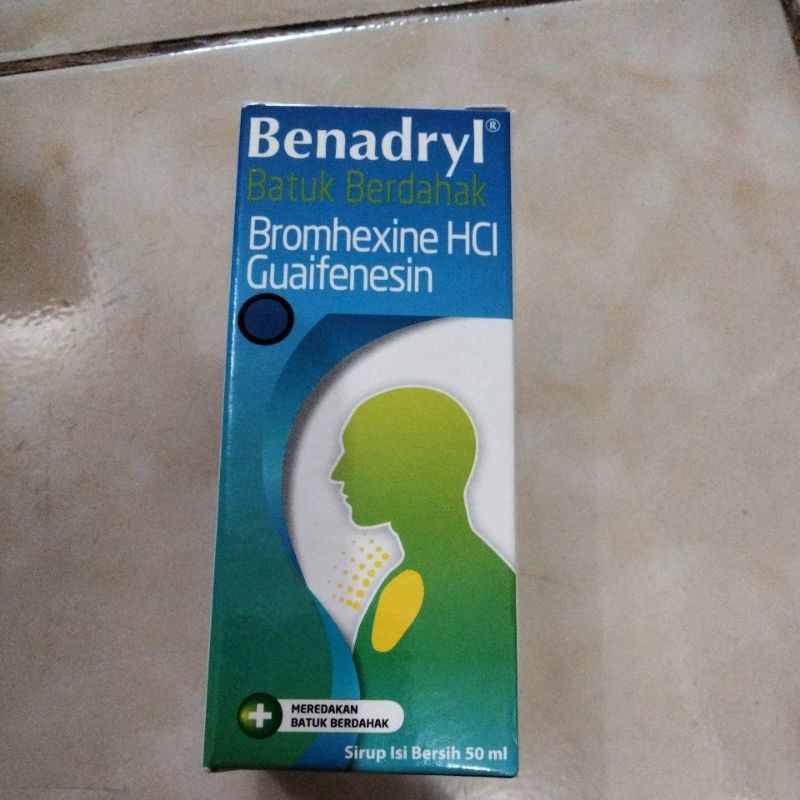 Benadryl®
Batuk Berdahak
Bromhexine HCl
Guaifenesin
MEREDAKAN
BATUK BERDAHAK
Sirup Isi Bersih 50 ml